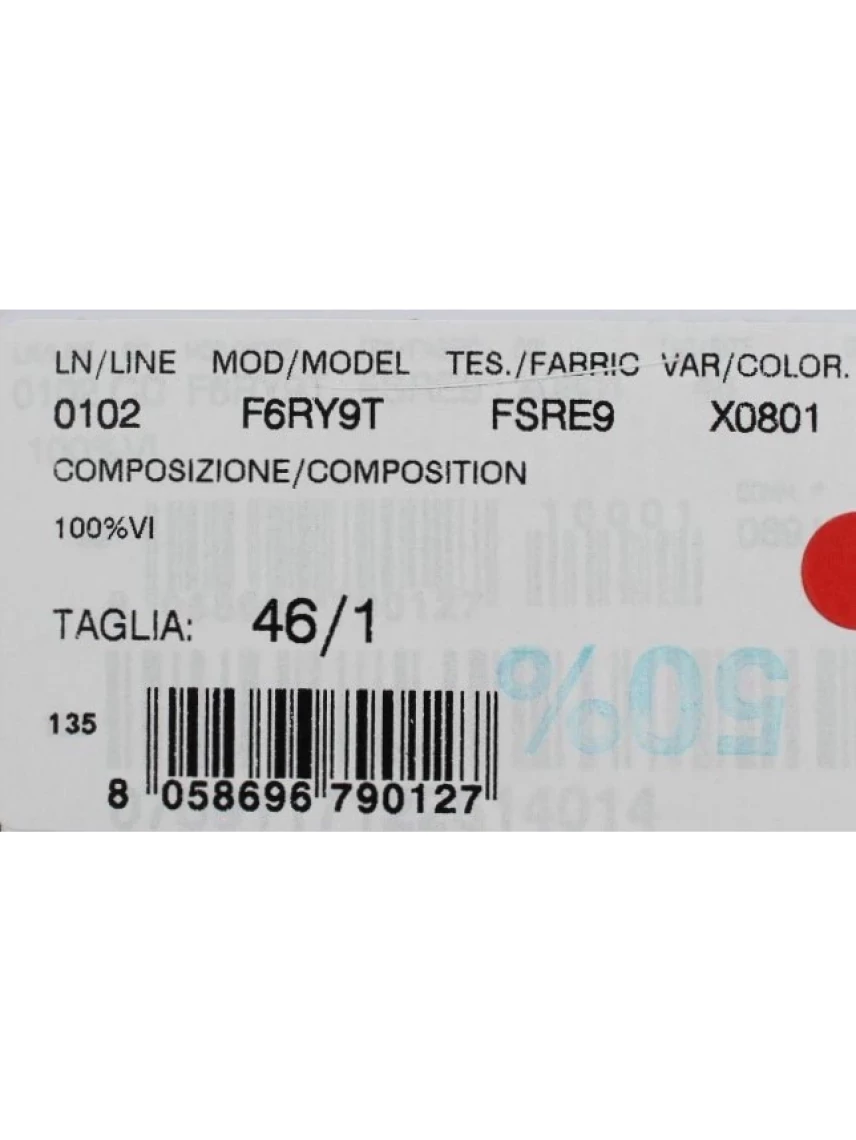 LN/LINE MOD/MODEL TES./FABRIC VAR/COLOR.
0102 F6RY9T FSRE9 X0801
COMPOSIZIONE/COMPOSITION
100%VI
TAGLIA: 46/1
50%
135
8 058696 790127